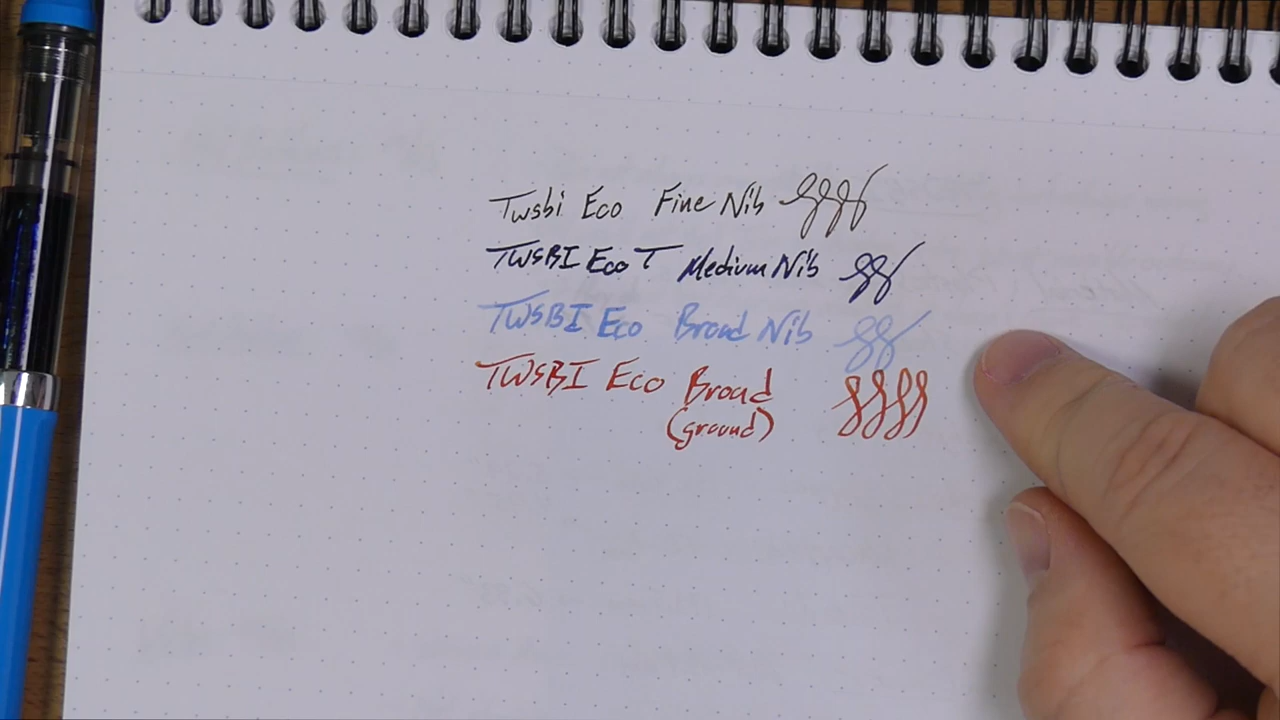 Twsbi Eco Fine Nib
TWSBI Eco T Medium Nib
TWSBI Eco Broad Nib
TWSBI Eco Broad
(ground)